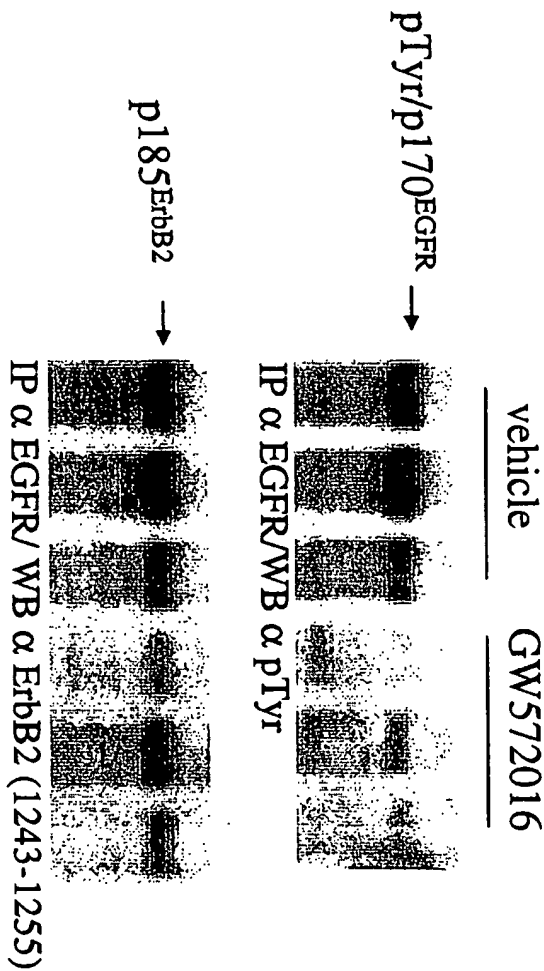 vehicle
GW572016
pTyr/p170EGFR
IP α EGFR/WB α pTyr
p185ErbB2
IP α EGFR/ WB α ErbB2 (1243-1255)